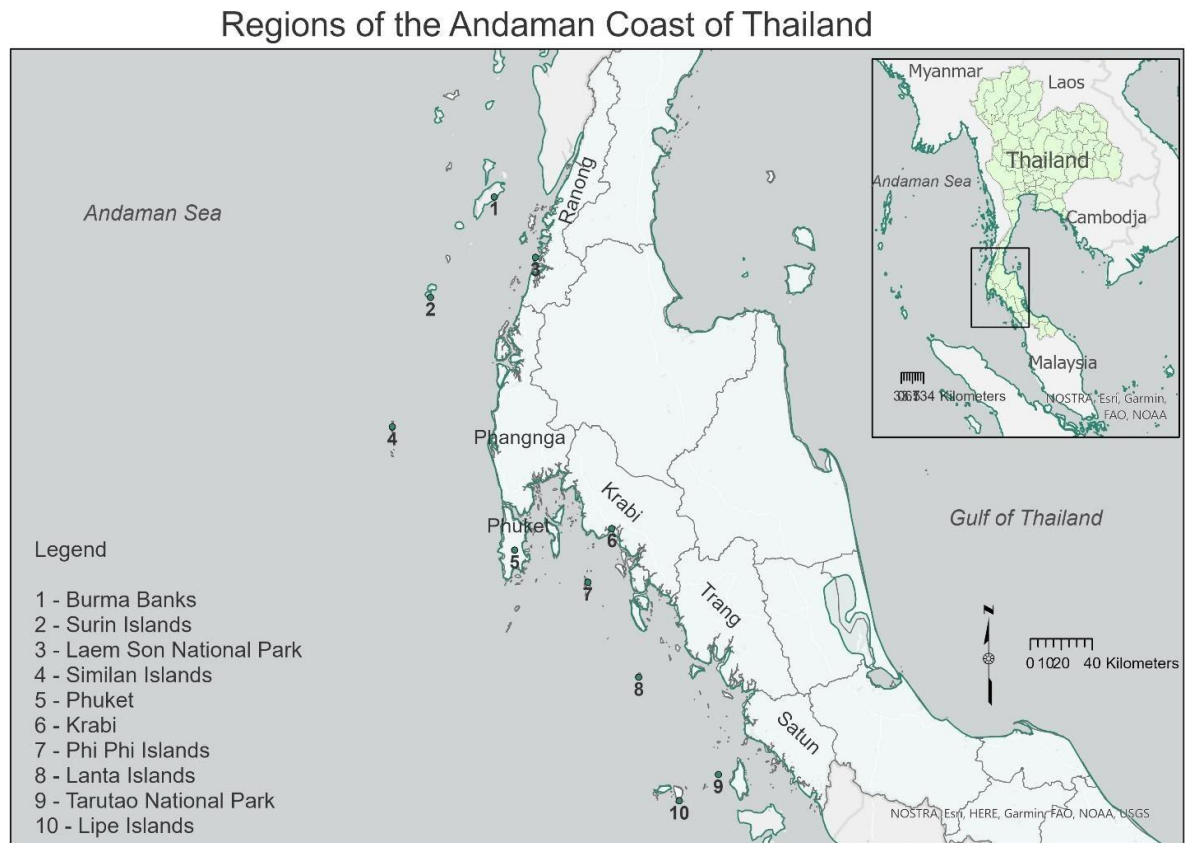 Regions of the Andaman Coast of Thailand
Andaman Sea
Ranong
1
3
2
4
Phangnga
Krabi
Phuket
6
5
7
Trang
8
Satun
9
10
Gulf of Thailand
Myanmar
Laos
Thailand
Andaman Sea
Cambodja
Malaysia
Kilometers
NOSTRA, Esri, Garmin,
FAO, NOAA
Legend
1 - Burma Banks
2 - Surin Islands
3 - Laem Son National Park
4 - Similan Islands
5 - Phuket
6 - Krabi
7 - Phi Phi Islands
8 - Lanta Islands
9 - Tarutao National Park
10 - Lipe Islands
N
0 1020 40 Kilometers
NOSTRA, Esri, HERE, Garmin, FAO, NOAA, USGS